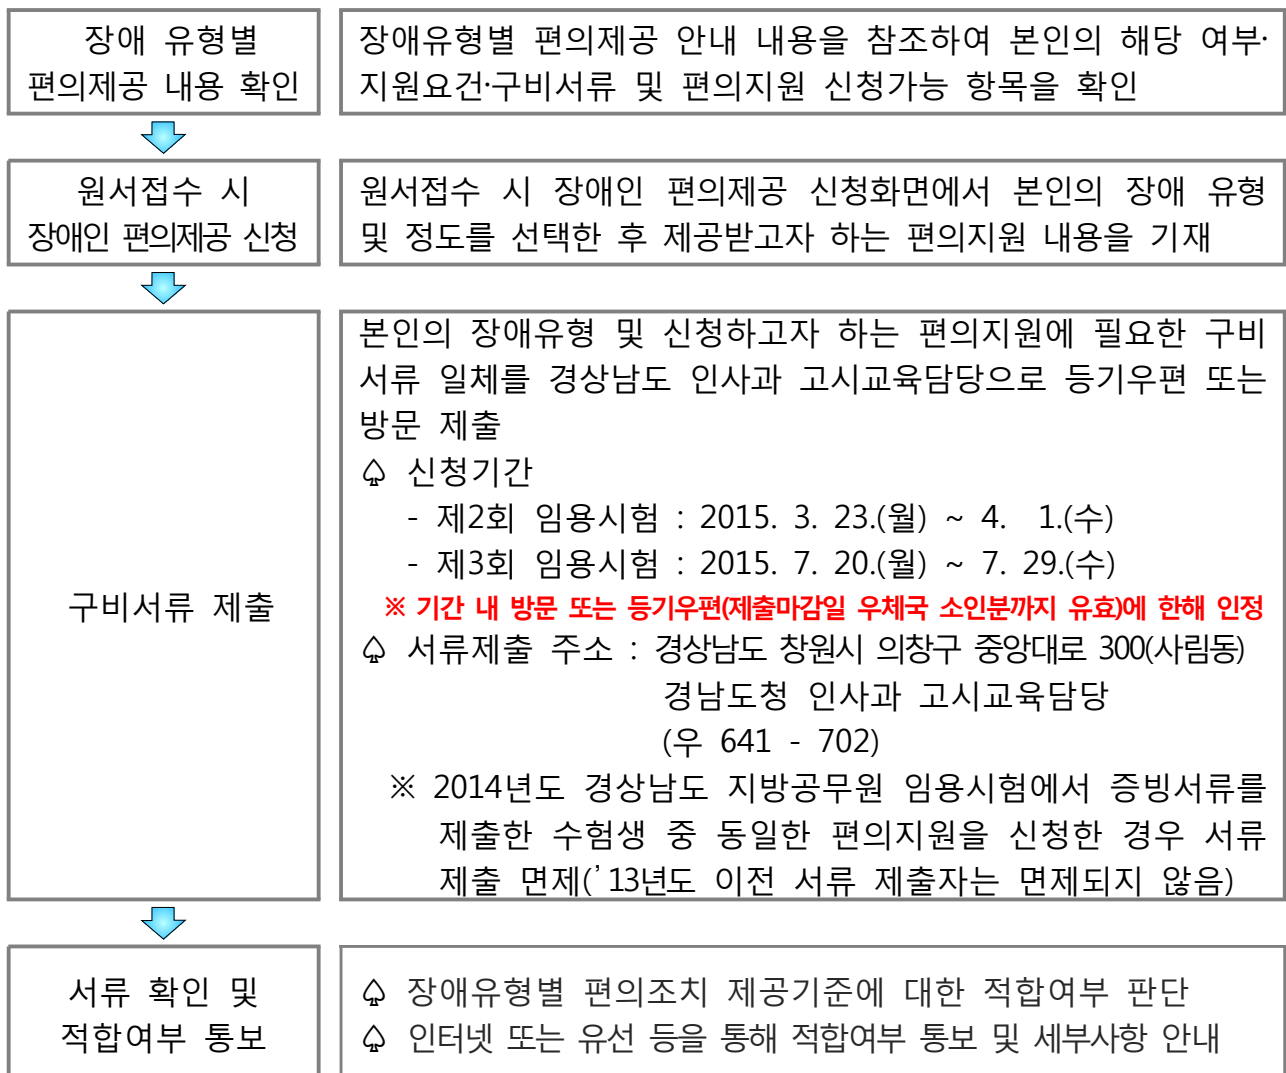 장애 유형별
편의제공 내용 확인
장애유형별 편의제공 안내 내용을 참조하여 본인의 해당 여부·
지원요건·구비서류 및 편의지원 신청가능 항목을 확인
원서접수 시
장애인 편의제공 신청
원서접수 시 장애인 편의제공 신청화면에서 본인의 장애 유형
및 정도를 선택한 후 제공받고자 하는 편의지원 내용을 기재
구비서류 제출
본인의 장애유형 및 신청하고자 하는 편의지원에 필요한 구비
서류 일체를 경상남도 인사과 고시교육담당으로 등기우편 또는
방문 제출
♤ 신청기간
- 제2회 임용시험 : 2015. 3. 23.(월) ~ 4. 1.(수)
- 제3회 임용시험 : 2015. 7. 20.(월) ~ 7. 29.(수)
※ 기간 내 방문 또는 등기우편(제출마감일 우체국 소인분까지 유효)에 한해 인정
♤ 서류제출 주소 : 경상남도 창원시 의창구 중앙대로 300(사림동)
경남도청 인사과 고시교육담당
(우 641 - 702)
※ 2014년도 경상남도 지방공무원 임용시험에서 증빙서류를
제출한 수험생 중 동일한 편의지원을 신청한 경우 서류
제출 면제('13년도 이전 서류 제출자는 면제되지 않음)
서류 확인 및
적합여부 통보
♤ 장애유형별 편의조치 제공기준에 대한 적합여부 판단
♤ 인터넷 또는 유선 등을 통해 적합여부 통보 및 세부사항 안내